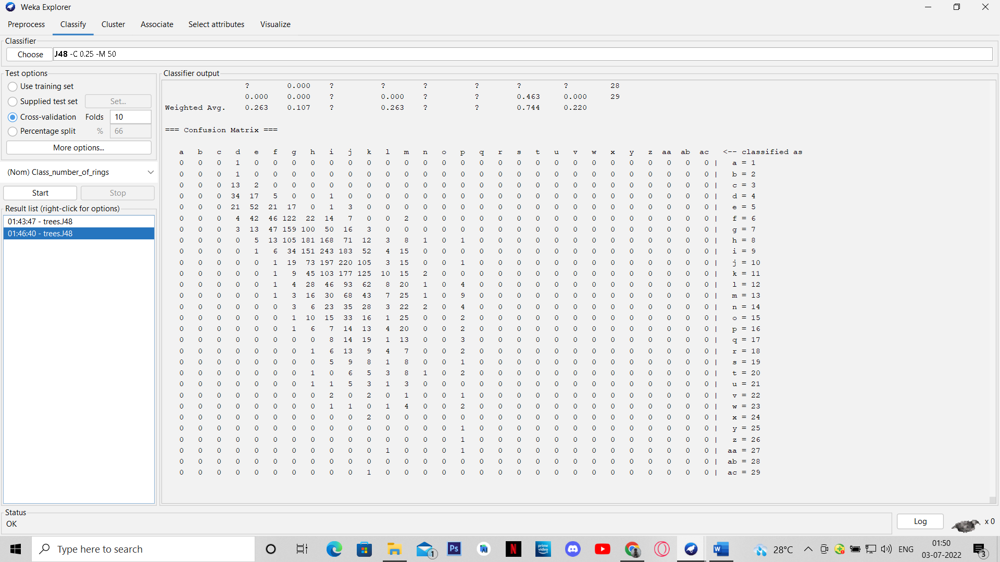 Weka Explorer
Preprocess Classify Cluster Associate Select attributes Visualize
Classifier
Choose J48 -C 0.25 -M 50
Test options
Use training set
Supplied test set Set...
Cross-validation Folds 10
Percentage split % 66
More options...
(Nom) Class_number_of_rings
Start Stop
Result list (right-click for options)
01:43:47 - trees.J48
01:46:40 - trees.J48
Classifier output
? 0.000 ? ? ? ? ? ? 28
0.000 0.000 ? 0.000 ? ? 0.463 0.000 29
Weighted Avg. 0.263 0.107 ? 0.263 ? ? 0.744 0.220
=== Confusion Matrix ===
a b c d e f g h i j k l m n o p q r s t u v w x y z aa ab ac <-- classified as
0 0 0 1 0 0 0 0 0 0 0 0 0 0 0 0 0 0 0 0 0 0 0 0 0 0 0 0 0 | a = 1
0 0 0 1 0 0 0 0 0 0 0 0 0 0 0 0 0 0 0 0 0 0 0 0 0 0 0 0 0 | b = 2
0 0 0 13 2 0 0 0 0 0 0 0 0 0 0 0 0 0 0 0 0 0 0 0 0 0 0 0 0 | c = 3
0 0 0 34 17 5 0 0 1 0 0 0 0 0 0 0 0 0 0 0 0 0 0 0 0 0 0 0 0 | d = 4
0 0 0 21 52 21 17 0 1 3 0 0 0 0 0 0 0 0 0 0 0 0 0 0 0 0 0 0 0 | e = 5
0 0 0 4 42 46 122 22 14 7 0 0 2 0 0 0 0 0 0 0 0 0 0 0 0 0 0 0 0 | f = 6
0 0 0 3 13 47 159 100 50 16 3 0 0 0 0 0 0 0 0 0 0 0 0 0 0 0 0 0 0 | g = 7
0 0 0 0 5 13 105 181 168 71 12 3 8 1 0 1 0 0 0 0 0 0 0 0 0 0 0 0 0 | h = 8
0 0 0 0 1 6 34 151 243 183 52 4 15 0 0 0 0 0 0 0 0 0 0 0 0 0 0 0 0 | i = 9
0 0 0 0 0 1 19 73 197 220 105 3 15 0 0 1 0 0 0 0 0 0 0 0 0 0 0 0 0 | j = 10
0 0 0 0 0 1 9 45 103 177 125 10 15 2 0 0 0 0 0 0 0 0 0 0 0 0 0 0 0 | k = 11
0 0 0 0 0 1 4 28 46 93 62 8 20 1 0 4 0 0 0 0 0 0 0 0 0 0 0 0 0 | l = 12
0 0 0 0 0 1 3 16 30 68 43 7 25 1 0 9 0 0 0 0 0 0 0 0 0 0 0 0 0 | m = 13
0 0 0 0 0 0 3 6 23 35 28 3 22 2 0 4 0 0 0 0 0 0 0 0 0 0 0 0 0 | n = 14
0 0 0 0 0 0 1 10 15 33 16 1 25 0 0 2 0 0 0 0 0 0 0 0 0 0 0 0 0 | o = 15
0 0 0 0 0 0 1 6 7 14 13 4 20 0 0 2 0 0 0 0 0 0 0 0 0 0 0 0 0 | p = 16
0 0 0 0 0 0 0 0 8 14 19 1 13 0 0 3 0 0 0 0 0 0 0 0 0 0 0 0 0 | q = 17
0 0 0 0 0 0 0 1 6 13 9 4 7 0 0 2 0 0 0 0 0 0 0 0 0 0 0 0 0 | r = 18
0 0 0 0 0 0 0 0 5 9 8 1 8 0 0 1 0 0 0 0 0 0 0 0 0 0 0 0 0 | s = 19
0 0 0 0 0 0 0 1 0 6 5 3 8 1 0 2 0 0 0 0 0 0 0 0 0 0 0 0 0 | t = 20
0 0 0 0 0 0 0 1 1 5 3 1 3 0 0 0 0 0 0 0 0 0 0 0 0 0 0 0 0 | u = 21
0 0 0 0 0 0 0 0 2 0 2 0 1 0 0 1 0 0 0 0 0 0 0 0 0 0 0 0 0 | v = 22
0 0 0 0 0 0 0 0 1 1 0 1 4 0 0 2 0 0 0 0 0 0 0 0 0 0 0 0 0 | w = 23
0 0 0 0 0 0 0 0 0 0 2 0 0 0 0 0 0 0 0 0 0 0 0 0 0 0 0 0 0 | x = 24
0 0 0 0 0 0 0 0 0 0 0 0 0 0 0 1 0 0 0 0 0 0 0 0 0 0 0 0 0 | y = 25
0 0 0 0 0 0 0 0 0 0 0 0 0 0 0 1 0 0 0 0 0 0 0 0 0 0 0 0 0 | z = 26
0 0 0 0 0 0 0 0 0 0 0 1 0 0 0 1 0 0 0 0 0 0 0 0 0 0 0 0 0 | aa = 27
0 0 0 0 0 0 0 0 0 0 0 0 0 0 0 0 0 0 0 0 0 0 0 0 0 0 0 0 0 | ab = 28
0 0 0 0 0 0 0 0 0 0 1 0 0 0 0 0 0 0 0 0 0 0 0 0 0 0 0 0 0 | ac = 29
Status
OK
Log x 0
Type here to search
1
Ps
N
prime video
W
28°C
ENG
01:50
03-07-2022
3